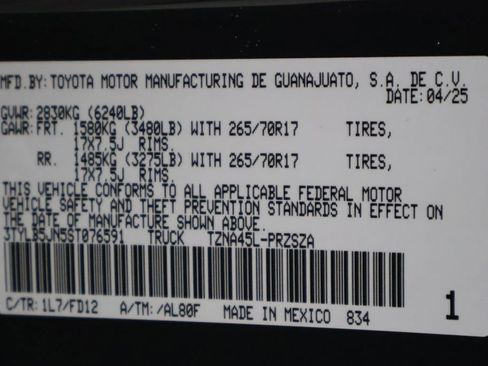 MFD.BY: TOYOTA MOTOR MANUFACTURING DE GUANAJUATO, S.A. DE C.V.
DATE: 04/25
GVWR: 2830KG (6240LB)
GAWR: FRT. 1580KG (3480LB) WITH 265/70R17 TIRES,
17X7.5J RIMS.
RR. 1485KG (3275LB) WITH 265/70R17 TIRES,
17X7.5J RIMS.
THIS VEHICLE CONFORMS TO ALL APPLICABLE FEDERAL MOTOR
VEHICLE SAFETY AND THEFT PREVENTION STANDARDS IN EFFECT ON
THE DATE OF MANUFACTURE SHOWN ABOVE.
3TYLB5JN5ST076591 TRUCK TZNA45L-PRZSZA
C/TR: 1L7/FD12 A/TM: /AL80F MADE IN MEXICO 834 1